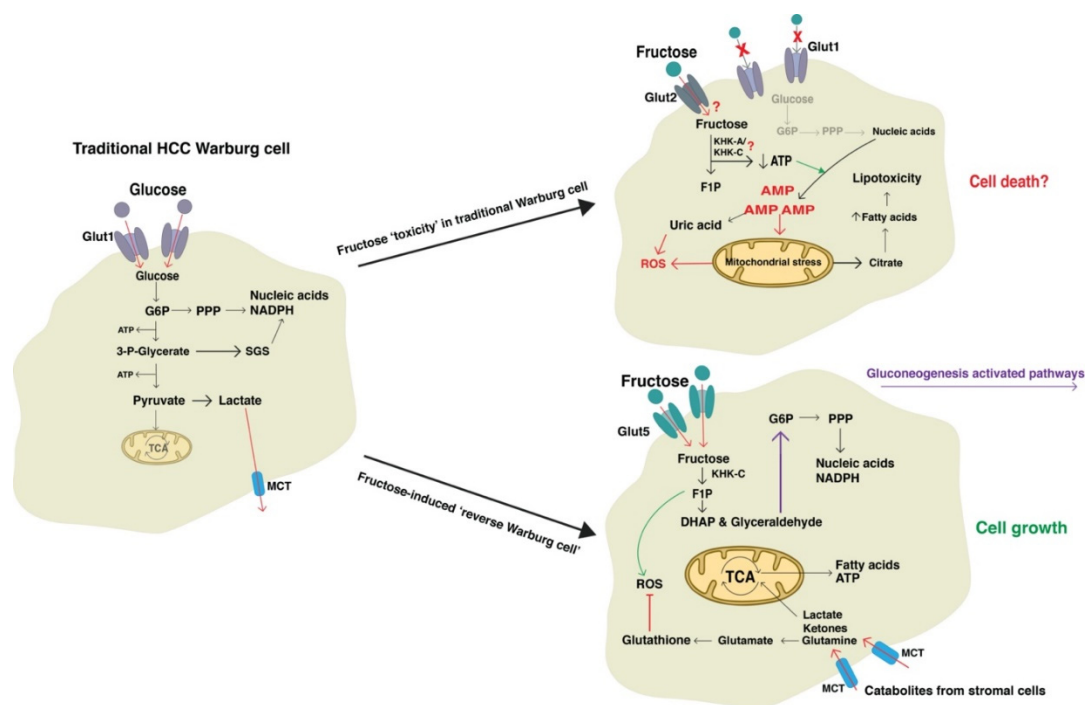 Traditional HCC Warburg cell
Glucose
Glut1
Glucose
G6P
PPP
Nucleic acids
NADPH
ATP
3-P-Glycerate
SGS
ATP
Pyruvate
Lactate
TCA
MCT
Fructose 'toxicity' in traditional Warburg cell
Fructose-induced 'reverse Warburg cell'
Fructose
X
X
Glut1
Glut2
?
Glucose
Fructose
G6P
PPP
Nucleic acids
KHK-A/
KHK-C
?
ATP
F1P
Lipotoxicity
AMP
AMP AMP
Uric acid
Fatty acids
ROS
Mitochondrial stress
Citrate
Cell death?
Gluconeogenesis activated pathways
Fructose
Glut5
G6P
PPP
Fructose
KHK-C
Nucleic acids
NADPH
F1P
DHAP & Glyceraldehyde
Cell growth
TCA
Fatty acids
ATP
ROS
Lactate
Ketones
Glutathione
Glutamate
Glutamine
MCT
MCT
Catabolites from stromal cells